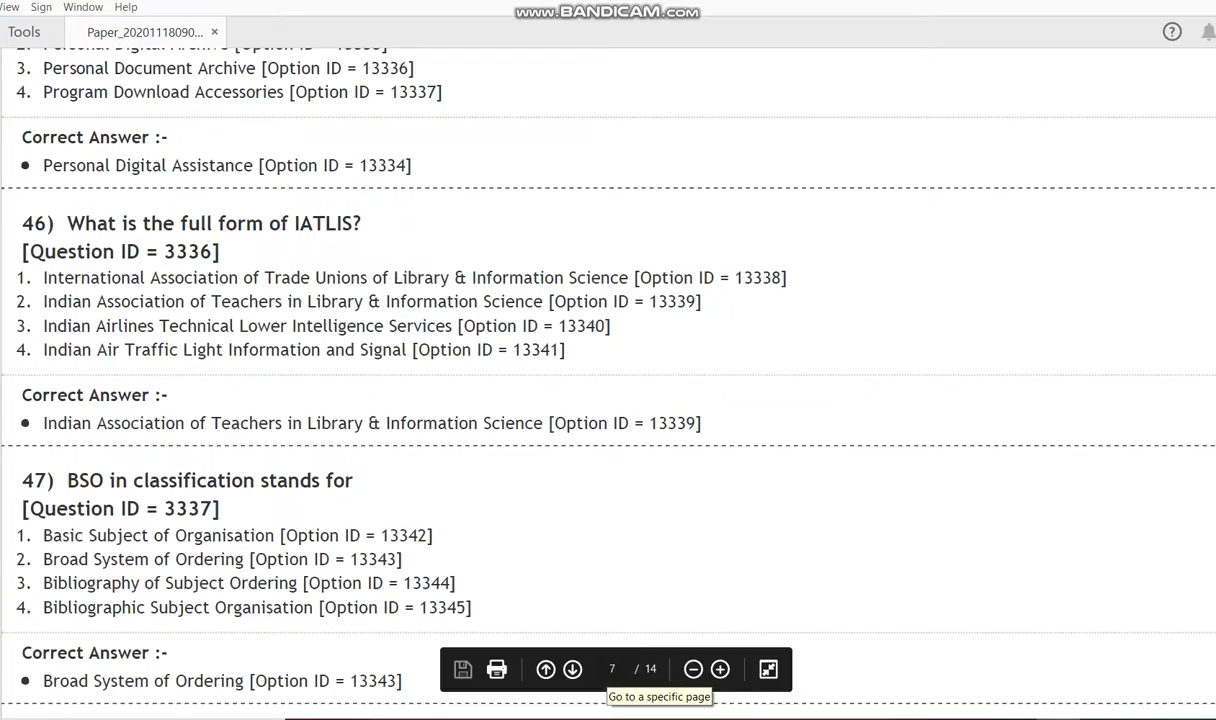 View Sign Window Help
www.BANDICAM.com
Tools Paper_20201118090... ×
?
3. Personal Document Archive [Option ID = 13336]
4. Program Download Accessories [Option ID = 13337]
Correct Answer :-
• Personal Digital Assistance [Option ID = 13334]
46) What is the full form of IATLIS?
[Question ID = 3336]
1. International Association of Trade Unions of Library & Information Science [Option ID = 13338]
2. Indian Association of Teachers in Library & Information Science [Option ID = 13339]
3. Indian Airlines Technical Lower Intelligence Services [Option ID = 13340]
4. Indian Air Traffic Light Information and Signal [Option ID = 13341]
Correct Answer :-
• Indian Association of Teachers in Library & Information Science [Option ID = 13339]
47) BSO in classification stands for
[Question ID = 3337]
1. Basic Subject of Organisation [Option ID = 13342]
2. Broad System of Ordering [Option ID = 13343]
3. Bibliography of Subject Ordering [Option ID = 13344]
4. Bibliographic Subject Organisation [Option ID = 13345]
Correct Answer :-
• Broad System of Ordering [Option ID = 13343]
7 / 14
Go to a specific page